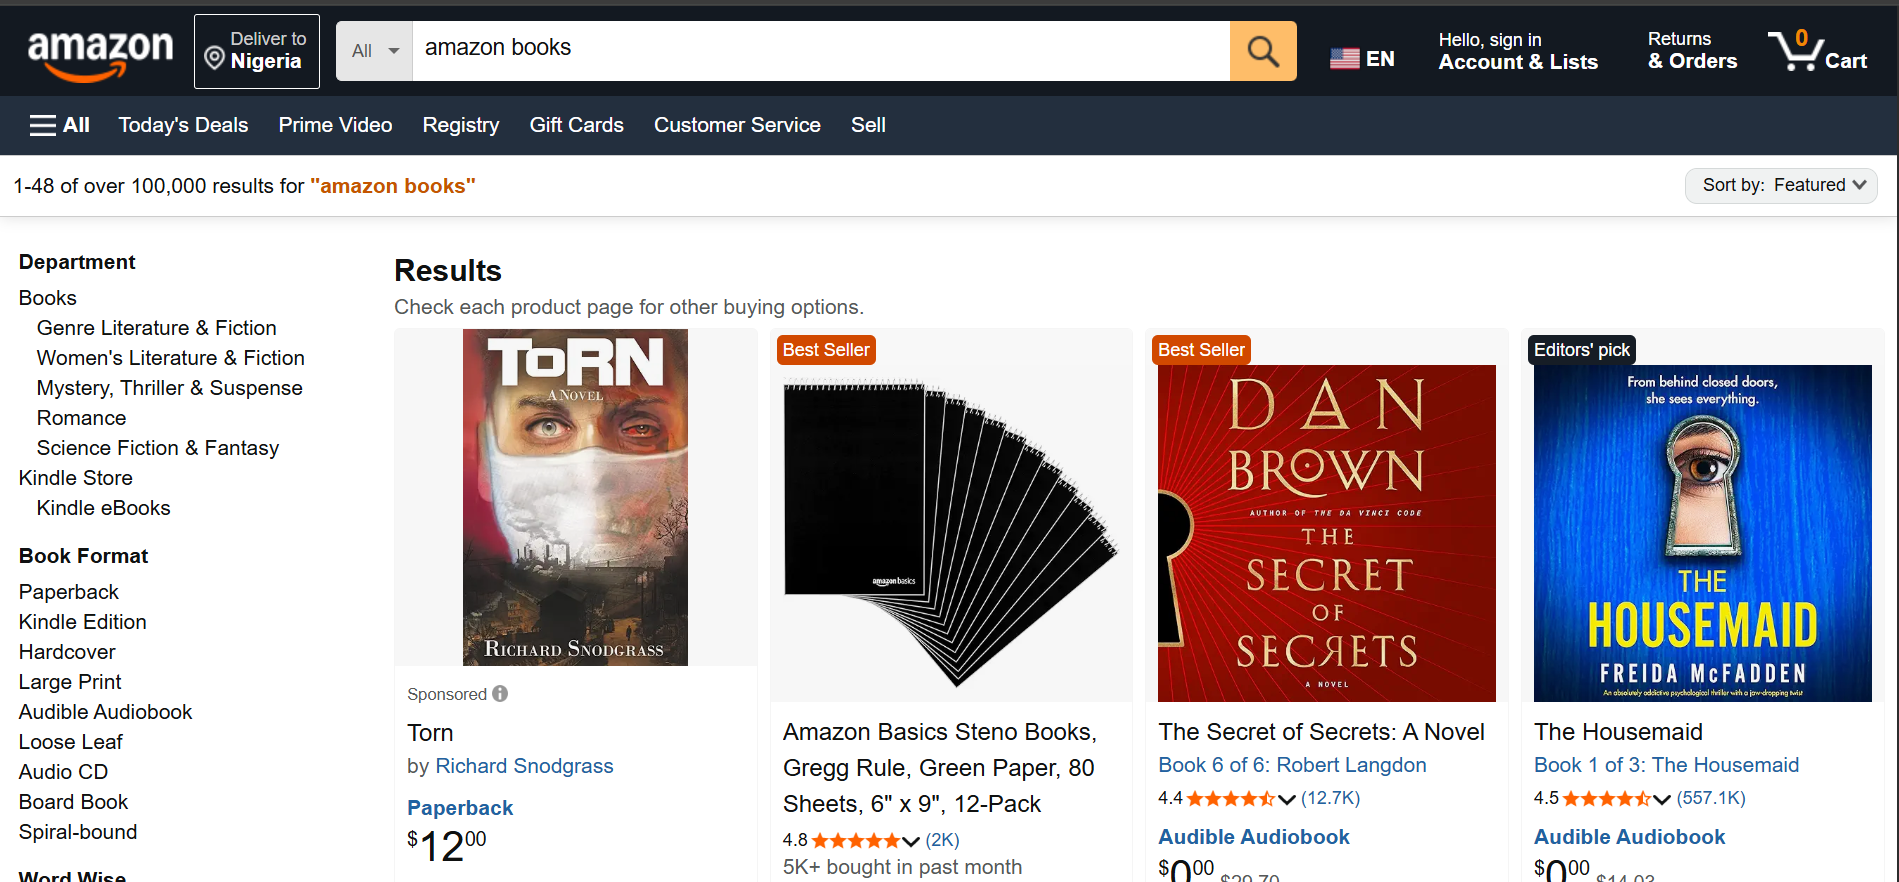 amazon
Deliver to
Nigeria
All
amazon books
EN
Hello, sign in
Account & Lists
Returns
& Orders
0
Cart
All
Today's Deals
Prime Video
Registry
Gift Cards
Customer Service
Sell
1-48 of over 100,000 results for "amazon books"
Sort by: Featured
Department
Books
Genre Literature & Fiction
Women's Literature & Fiction
Mystery, Thriller & Suspense
Romance
Science Fiction & Fantasy
Kindle Store
Kindle eBooks
Book Format
Paperback
Kindle Edition
Hardcover
Large Print
Audible Audiobook
Loose Leaf
Audio CD
Board Book
Spiral-bound
Word Wise
Results
Check each product page for other buying options.
TORN
A NOVEL
RICHARD SNODGRASS
Sponsored
Torn
by Richard Snodgrass
Paperback
$1200
Best Seller
amazon basics
Amazon Basics Steno Books,
Gregg Rule, Green Paper, 80
Sheets, 6" x 9", 12-Pack
4.8 (2K)
5K+ bought in past month
Best Seller
DAN
BROWN
AUTHOR OF THE DA VINCI CODE
THE
SECRET
OF
SECRETS
A NOVEL
The Secret of Secrets: A Novel
Book 6 of 6: Robert Langdon
4.4 (12.7K)
Audible Audiobook
$000 $29.70
Editors' pick
From behind closed doors,
she sees everything.
THE
HOUSEMAID
FREIDA McFADDEN
An absolutely addictive psychological thriller with a jaw-dropping twist
The Housemaid
Book 1 of 3: The Housemaid
4.5 (557.1K)
Audible Audiobook
$000 $14.03